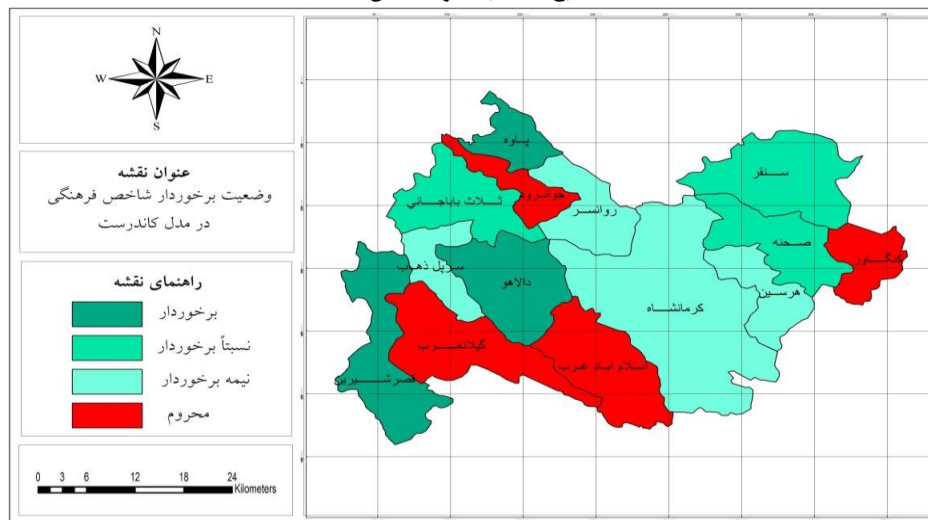 N
W E
S
عنوان نقشه
وضعیت برخوردار شاخص فرهنگی
در مدل کاندرست
راهنمای نقشه
برخوردار
نسبتاً برخوردار
نیمه برخوردار
محروم
0 3 6 12 18 24
Kilometers
پاوه
سنقر
جوانرود
ثلاث باباجانی
روانسر
صحنه
کنگاور
سرپل ذهاب
دالاهو
هرسین
کرمانشاه
گیلانغرب
اسلام آباد غرب
قصرشیرین